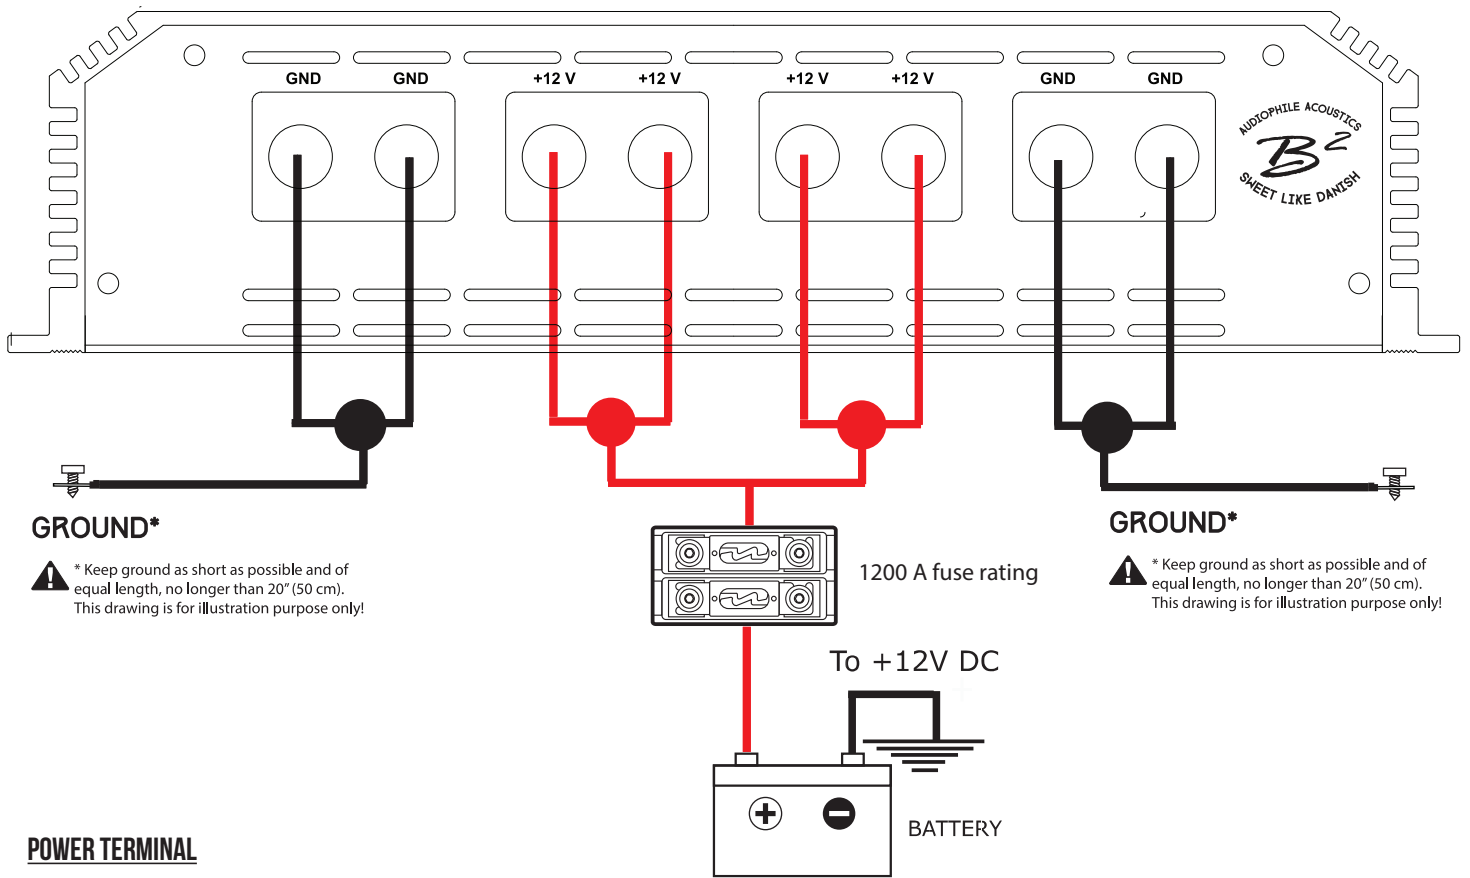 GND GND +12 V +12 V +12 V +12 V GND GND
AUDIOPHILE ACOUSTICS
B2
SWEET LIKE DANISH
GROUND*
* Keep ground as short as possible and of
equal length, no longer than 20" (50 cm).
This drawing is for illustration purpose only!
1200 A fuse rating
GROUND*
* Keep ground as short as possible and of
equal length, no longer than 20" (50 cm).
This drawing is for illustration purpose only!
To +12V DC
BATTERY
POWER TERMINAL